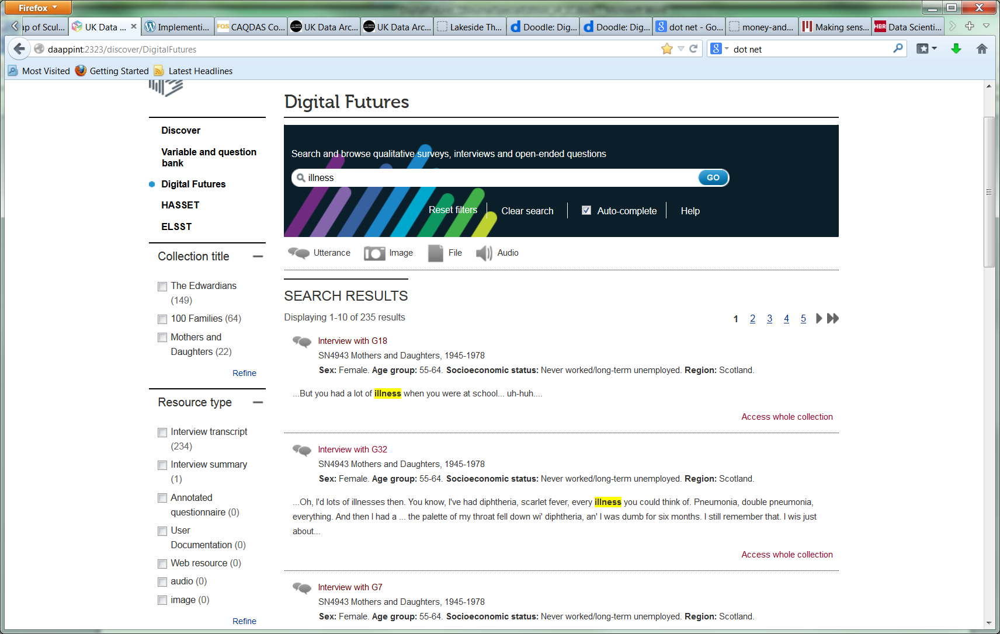 Firefox
ap of Scul...
UK Data ...
Implementi...
FQS CAQDAS Co...
UK Data Arc...
UK Data Arc...
Lakeside Th...
Doodle: Dig...
Doodle: Dig...
dot net - Go...
money-and...
Making sens...
HBR Data Scienti...
daappint:2323/discover/DigitalFutures
dot net
Most Visited
Getting Started
Latest Headlines
Digital Futures
Discover
Variable and question
bank
Digital Futures
HASSET
ELSST
Search and browse qualitative surveys, interviews and open-ended questions
illness
GO
Reset filters
Clear search
Auto-complete
Help
Utterance
Image
File
Audio
Collection title
The Edwardians
(149)
100 Families (64)
Mothers and
Daughters (22)
Refine
Resource type
Interview transcript
(234)
Interview summary
(1)
Annotated
questionnaire (0)
User
Documentation (0)
Web resource (0)
audio (0)
image (0)
Refine
SEARCH RESULTS
Displaying 1-10 of 235 results
1 2 3 4 5
Interview with G18
SN4943 Mothers and Daughters, 1945-1978
Sex: Female. Age group: 55-64. Socioeconomic status: Never worked/long-term unemployed. Region: Scotland.
...But you had a lot of illness when you were at school... uh-huh....
Access whole collection
Interview with G32
SN4943 Mothers and Daughters, 1945-1978
Sex: Female. Age group: 55-64. Socioeconomic status: Never worked/long-term unemployed. Region: Scotland.
...Oh, I'd lots of illnesses then. You know, I've had diphtheria, scarlet fever, every illness you could think of. Pneumonia, double pneumonia,
everything. And then I had a ... the palette of my throat fell down wi' diphtheria, an' I was dumb for six months. I still remember that. I wis just
about...
Access whole collection
Interview with G7
SN4943 Mothers and Daughters, 1945-1978
Sex: Female. Age group: 55-64. Socioeconomic status: Never worked/long-term unemployed. Region: Scotland.